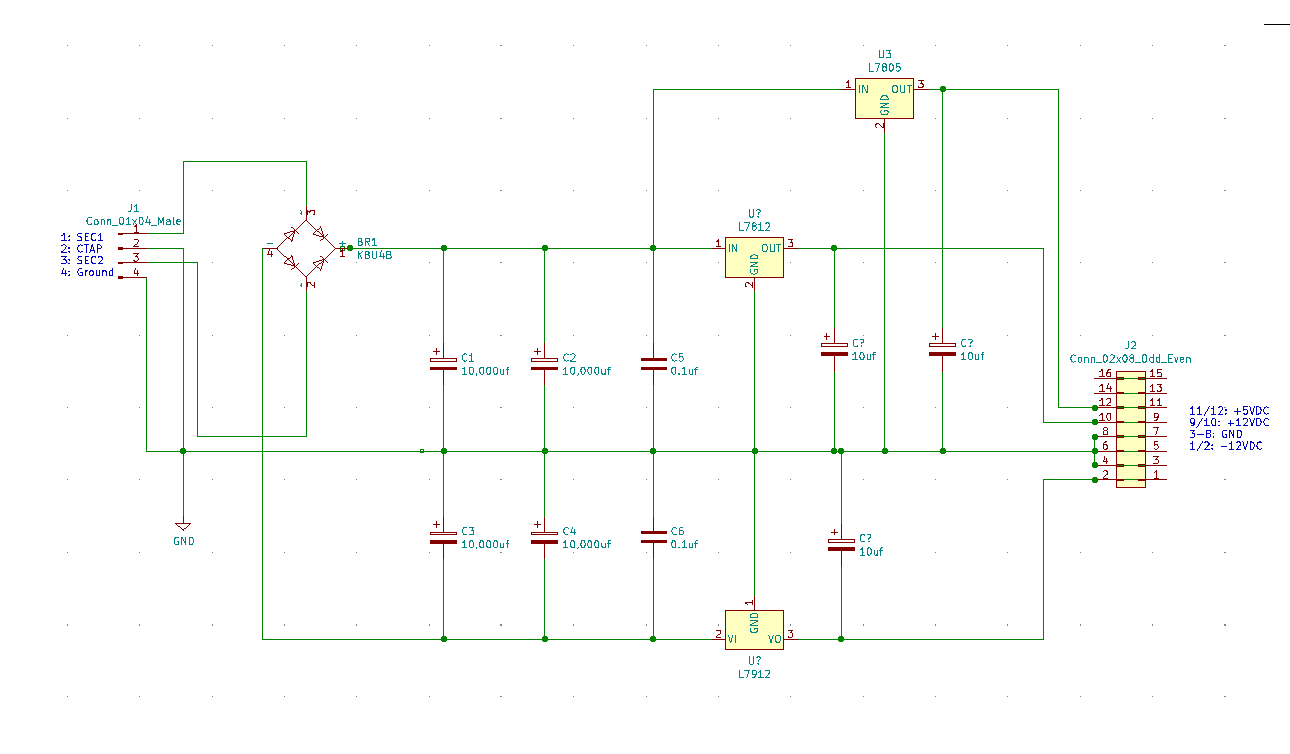 U3
L7805
1
IN
OUT
3
GND
2
J1
Conn_01x04_Male
1
1: SEC1
2
2: CTAP
3
3: SEC2
4
4: Ground
3
-
4
+
1
2
BR1
KBU4B
U?
L7812
1
IN
OUT
3
GND
2
+
C1
10,000uf
+
C2
10,000uf
C5
0.1uf
+
C?
10uf
+
C?
10uf
J2
Conn_02x08_Odd_Even
16
15
14
13
12
11
10
9
8
7
6
5
4
3
2
1
11/12: +5VDC
9/10: +12VDC
3-8: GND
1/2: -12VDC
GND
+
C3
10,000uf
+
C4
10,000uf
C6
0.1uf
+
C?
10uf
1
GND
2
VI
VO
3
U?
L7912